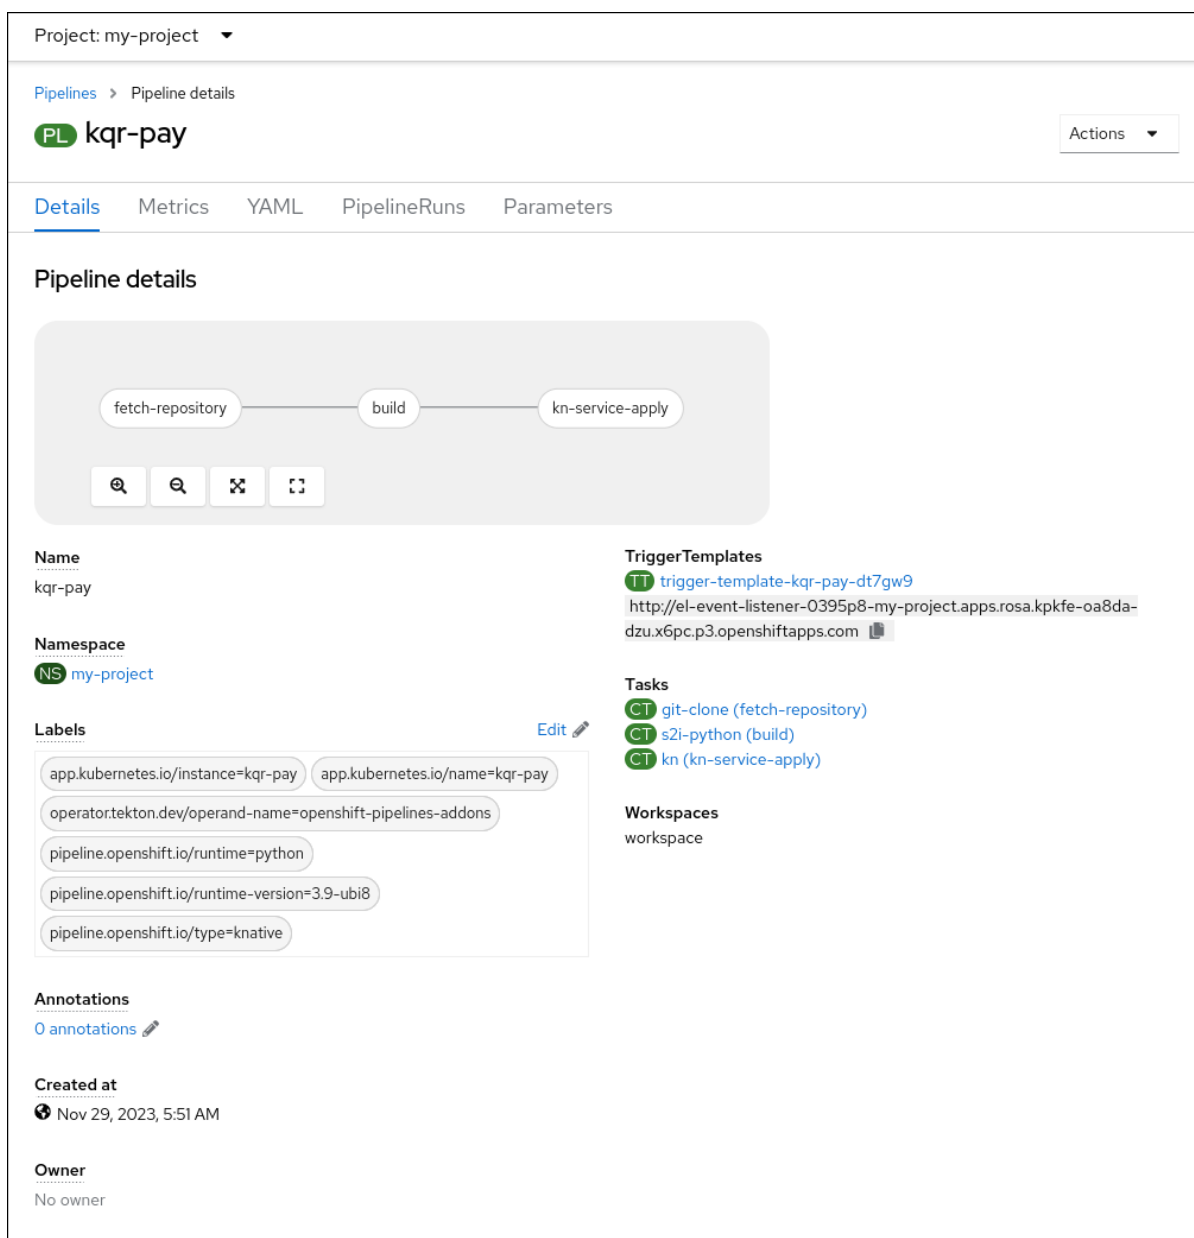 Project: my-project
Pipelines > Pipeline details
PL kqr-pay
Actions
Details Metrics YAML PipelineRuns Parameters
Pipeline details
fetch-repository build kn-service-apply
Name
kqr-pay
Namespace
NS my-project
Labels Edit
app.kubernetes.io/instance=kqr-pay app.kubernetes.io/name=kqr-pay
operator.tekton.dev/operand-name=openshift-pipelines-addons
pipeline.openshift.io/runtime=python
pipeline.openshift.io/runtime-version=3.9-ubi8
pipeline.openshift.io/type=knative
Annotations
0 annotations
Created at
Nov 29, 2023, 5:51 AM
Owner
No owner
TriggerTemplates
TT trigger-template-kqr-pay-dt7gw9
http://el-event-listener-0395p8-my-project.apps.rosa.kpkfe-oa8da-
dzu.x6pc.p3.openshiftapps.com
Tasks
CT git-clone (fetch-repository)
CT s2i-python (build)
CT kn (kn-service-apply)
Workspaces
workspace